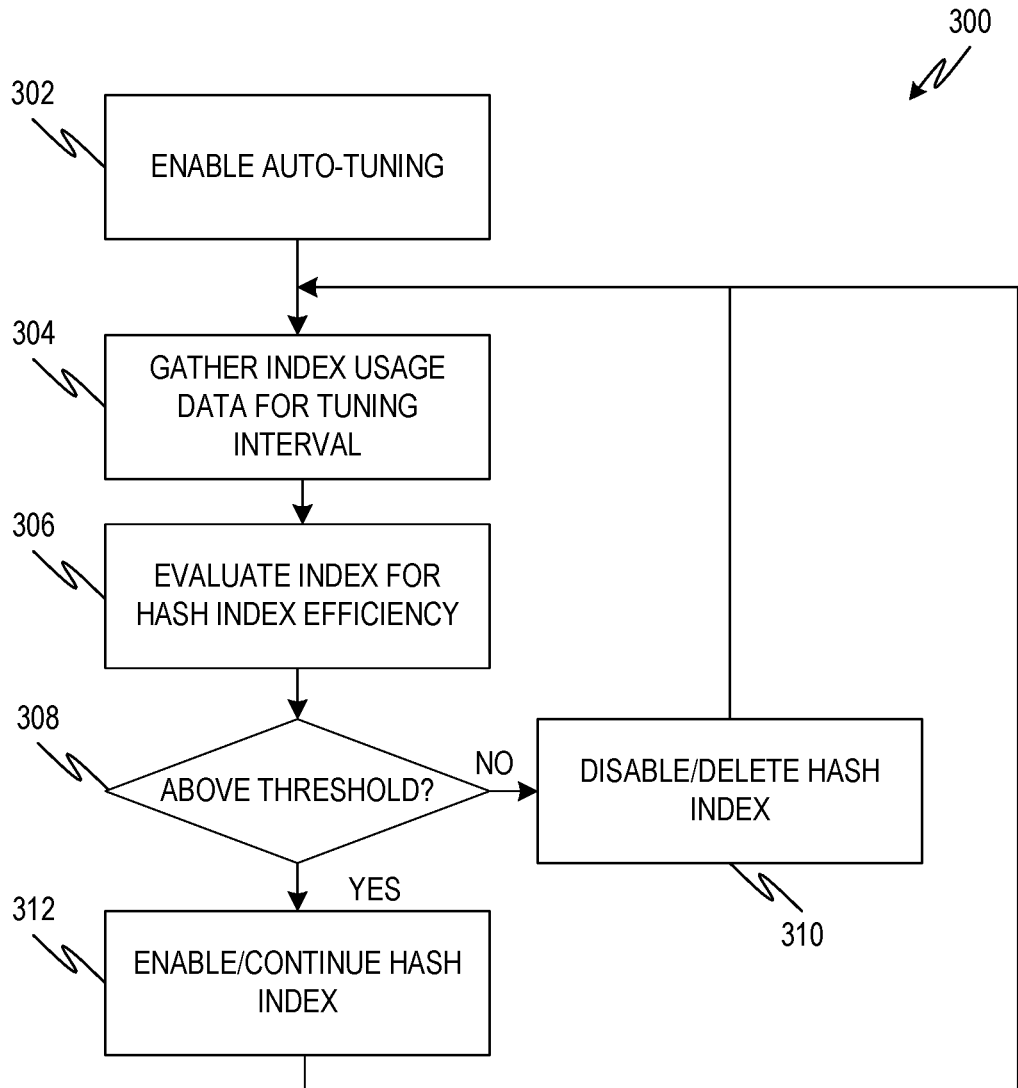 300
302
ENABLE AUTO-TUNING
304
GATHER INDEX USAGE
DATA FOR TUNING
INTERVAL
306
EVALUATE INDEX FOR
HASH INDEX EFFICIENCY
308
ABOVE THRESHOLD?
NO
DISABLE/DELETE HASH
INDEX
310
YES
312
ENABLE/CONTINUE HASH
INDEX